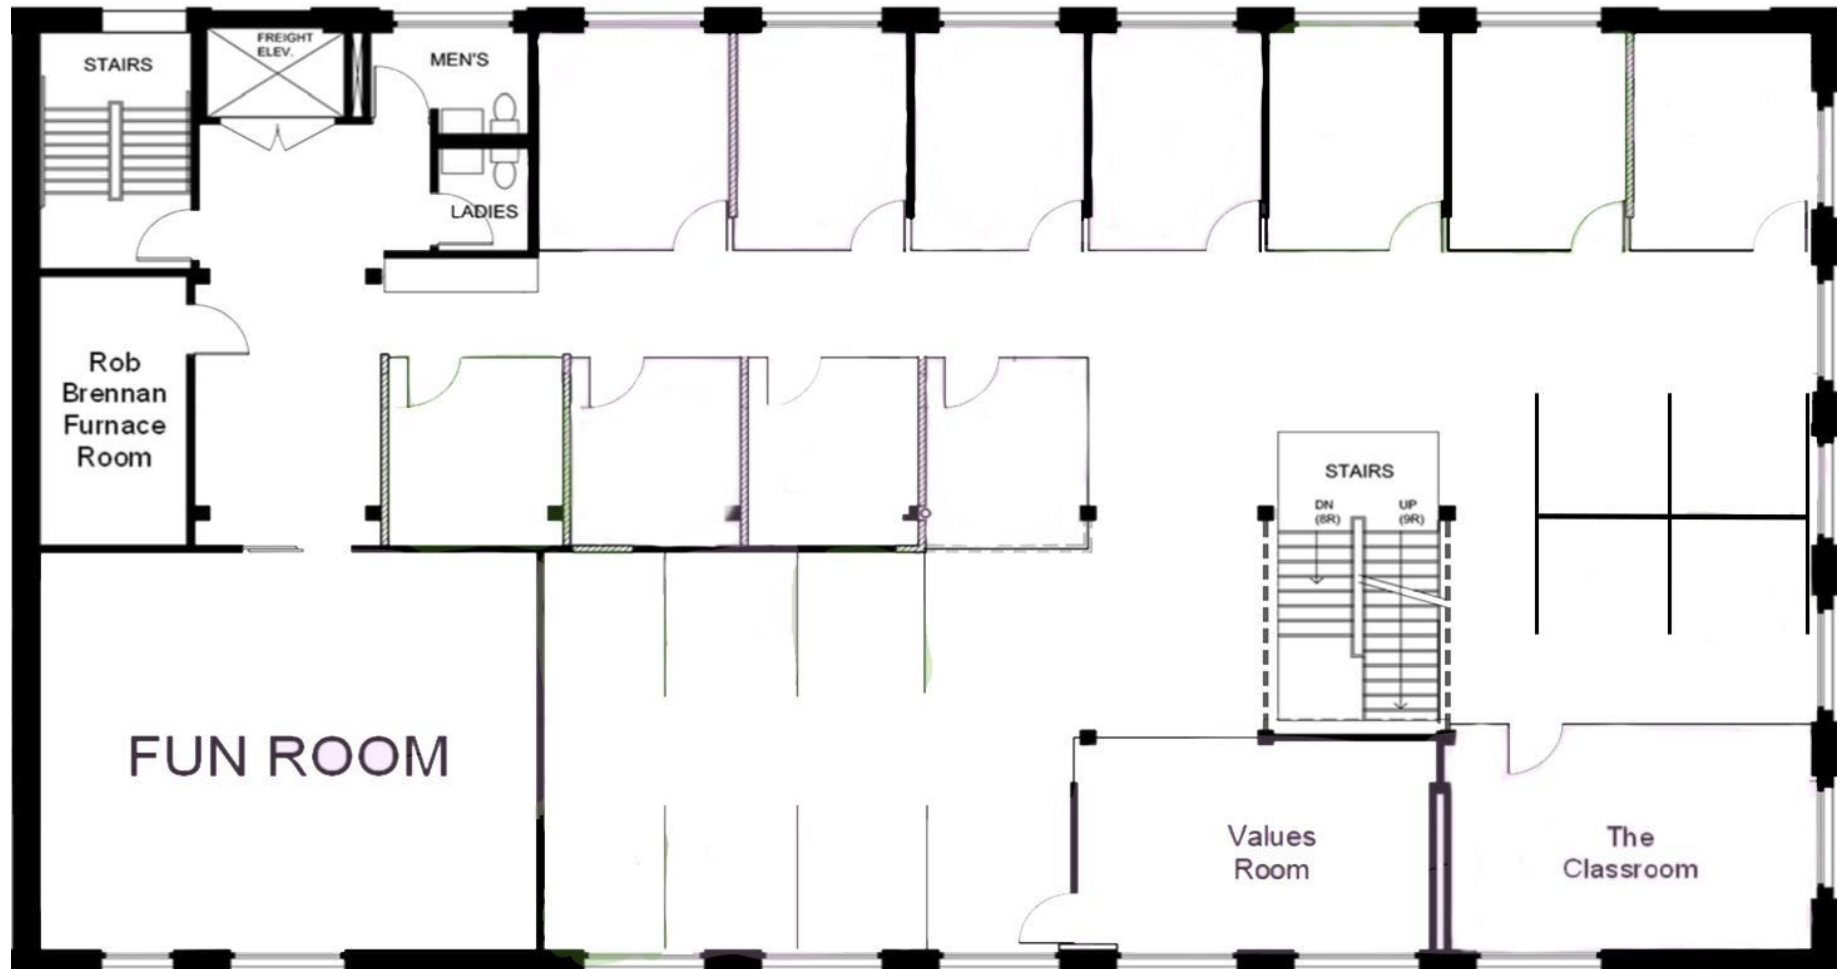 STAIRS
FREIGHT
ELEV.
MEN'S
LADIES
Rob
Brennan
Furnace
Room
STAIRS
DN
(8R)
UP
(9R)
FUN ROOM
Values
Room
The
Classroom